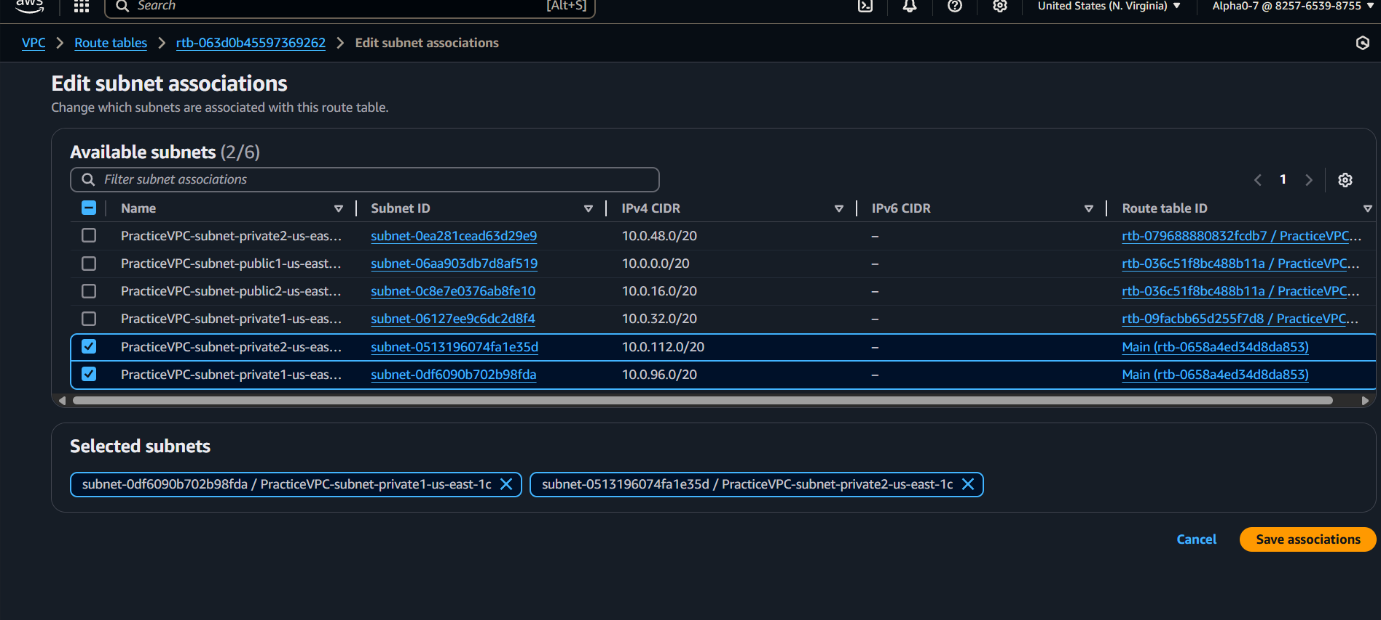 aws
Search [Alt+S] United States (N. Virginia) Alpha0-7 @ 8257-6539-8755
VPC Route tables rtb-063d0b45597369262 Edit subnet associations
Edit subnet associations
Change which subnets are associated with this route table.
Available subnets (2/6)
Filter subnet associations 1
Name Subnet ID IPv4 CIDR IPv6 CIDR Route table ID
PracticeVPC-subnet-private2-us-eas... subnet-0ea281cead63d29e9 10.0.48.0/20 – rtb-079688880832fcdb7 / PracticeVPC...
PracticeVPC-subnet-public1-us-east... subnet-06aa903db7d8af519 10.0.0.0/20 – rtb-036c51f8bc488b11a / PracticeVPC...
PracticeVPC-subnet-public2-us-east... subnet-0c8e7e0376ab8fe10 10.0.16.0/20 – rtb-036c51f8bc488b11a / PracticeVPC...
PracticeVPC-subnet-private1-us-eas... subnet-06127ee9c6dc2d8f4 10.0.32.0/20 – rtb-09facbb65d255f7d8 / PracticeVPC...
PracticeVPC-subnet-private2-us-eas... subnet-0513196074fa1e35d 10.0.112.0/20 – Main (rtb-0658a4ed34d8da853)
PracticeVPC-subnet-private1-us-eas... subnet-0df6090b702b98fda 10.0.96.0/20 – Main (rtb-0658a4ed34d8da853)
Selected subnets
subnet-0df6090b702b98fda / PracticeVPC-subnet-private1-us-east-1c subnet-0513196074fa1e35d / PracticeVPC-subnet-private2-us-east-1c
Cancel Save associations